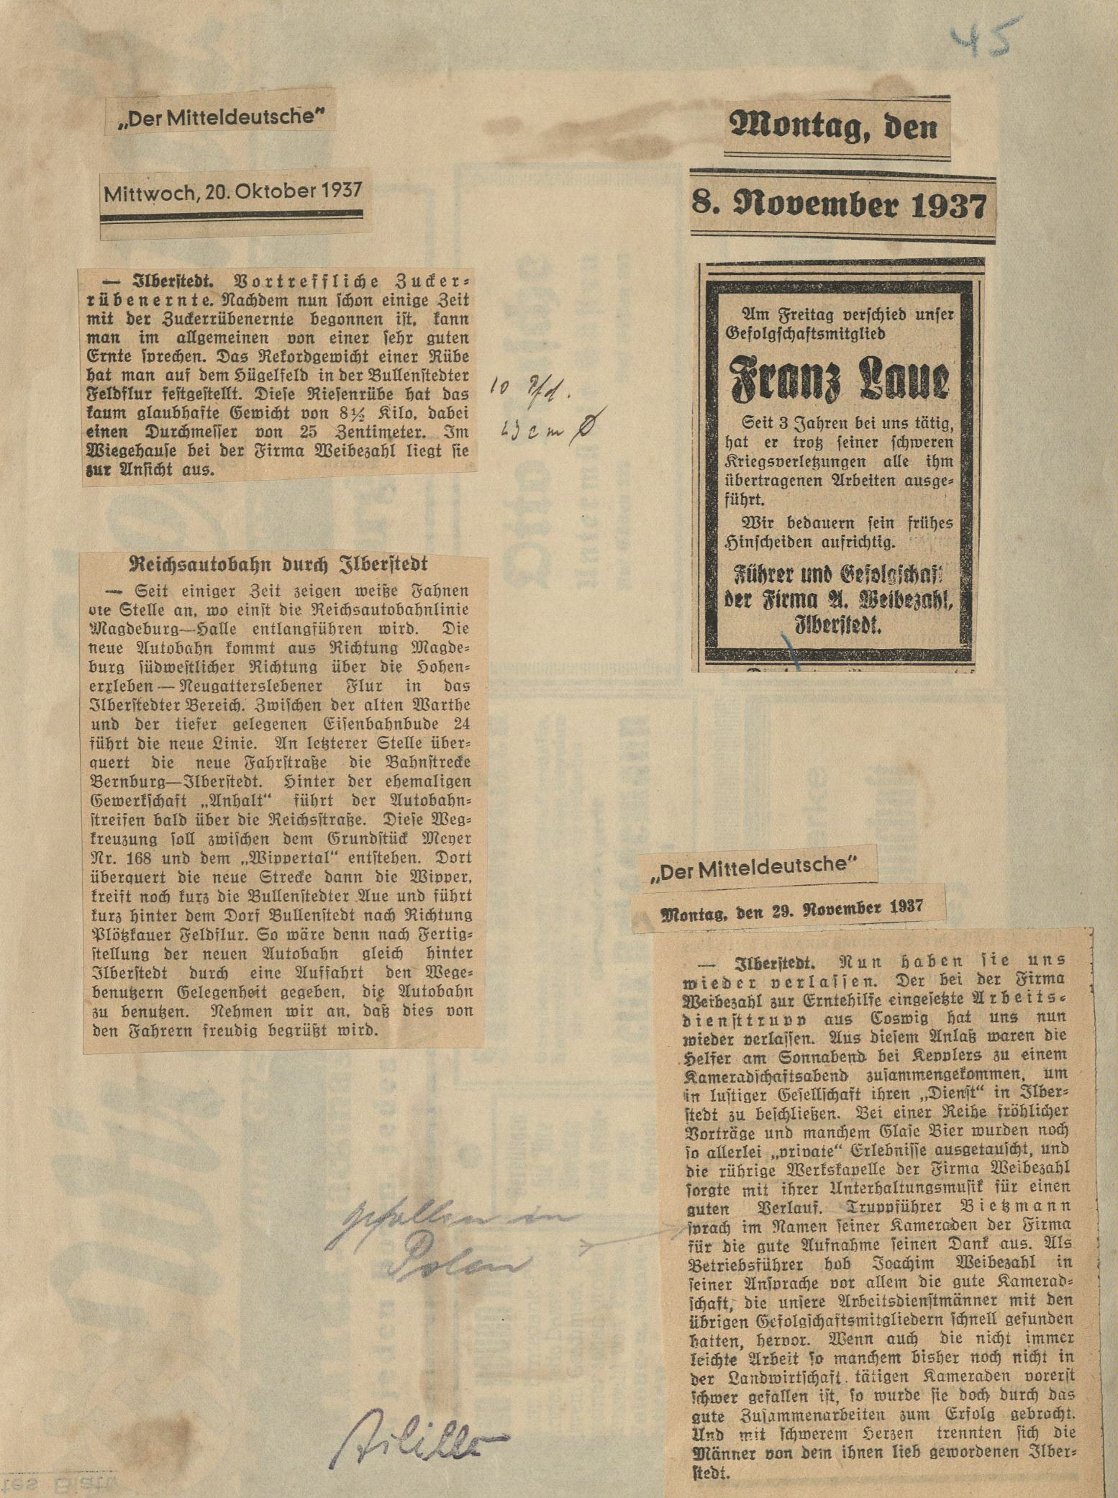 45
„Der Mitteldeutsche"
Mittwoch, 20. Oktober 1937
— Ilberstedt. Vortreffliche Zucker-
rübenernte. Nachdem nun schon einige Zeit
mit der Zuckerrübenernte begonnen ist, kann
man im allgemeinen von einer sehr guten
Ernte sprechen. Das Rekordgewicht einer Rübe
hat man auf dem Hügelfeld in der Bullenstedter
Feldflur festgestellt. Diese Riesenrübe hat das
kaum glaubhafte Gewicht von 8½ Kilo, dabei
einen Durchmesser von 25 Zentimeter. Im
Wiegehause bei der Firma Weibezahl liegt sie
zur Ansicht aus.
10 Pfd.
23 cm Ø
Reichsautobahn durch Ilberstedt
— Seit einiger Zeit zeigen weiße Fahnen
die Stelle an, wo einst die Reichsautobahnlinie
Magdeburg—Halle entlangführen wird. Die
neue Autobahn kommt aus Richtung Magde-
burg südwestlicher Richtung über die Hohen-
erxleben—Neugatterslebener Flur in das
Ilberstedter Bereich. Zwischen der alten Warthe
und der tiefer gelegenen Eisenbahnbude 24
führt die neue Linie. An letzterer Stelle über-
quert die neue Fahrstraße die Bahnstrecke
Bernburg—Ilberstedt. Hinter der ehemaligen
Gewerkschaft „Anhalt" führt der Autobahn-
streifen bald über die Reichsstraße. Diese Weg-
kreuzung soll zwischen dem Grundstück Meyer
Nr. 168 und dem „Wippertal" entstehen. Dort
überquert die neue Strecke dann die Wipper,
kreift noch kurz die Bullenstedter Aue und führt
kurz hinter dem Dorf Bullenstedt nach Richtung
Plötzkauer Feldflur. So wäre denn nach Fertig-
stellung der neuen Autobahn gleich hinter
Ilberstedt durch eine Auffahrt den Wege-
benutzern Gelegenheit gegeben, die Autobahn
zu benutzen. Nehmen wir an, daß dies von
den Fahrern freudig begrüßt wird.
Montag, den
8. November 1937
Am Freitag verschied unser
Gefolgschaftsmitglied
Franz Laue
Seit 3 Jahren bei uns tätig,
hat er trotz seiner schweren
Kriegsverletzungen alle ihm
übertragenen Arbeiten ausge-
führt.
Wir bedauern sein frühes
Hinscheiden aufrichtig.
Führer und Gefolgschaft
der Firma A. Weibezahl,
Ilberstedt.
„Der Mitteldeutsche"
Montag, den 29. November 1937
— Ilberstedt. Nun haben sie uns
wieder verlassen. Der bei der Firma
Weibezahl zur Erntehilfe eingesetzte Arbeits-
diensttrupp aus Coswig hat uns nun
wieder verlassen. Aus diesem Anlaß waren die
Helfer am Sonnabend bei Kepplers zu einem
Kameradschaftsabend zusammengekommen, um
in lustiger Gesellschaft ihren „Dienst" in Ilber-
stedt zu beschließen. Bei einer Reihe fröhlicher
Vorträge und manchem Glase Bier wurden noch
so allerlei „private" Erlebnisse ausgetauscht, und
die rührige Werkskapelle der Firma Weibezahl
sorgte mit ihrer Unterhaltungsmusik für einen
guten Verlauf. Truppführer Bietzmann
sprach im Namen seiner Kameraden der Firma
für die gute Aufnahme seinen Dank aus. Als
Betriebsführer hob Joachim Weibezahl in
seiner Ansprache vor allem die gute Kamerad-
schaft, die unsere Arbeitsdienstmänner mit den
übrigen Gefolgschaftsmitgliedern schnell gefunden
hatten, hervor. Wenn auch die nicht immer
leichte Arbeit so manchem bisher noch nicht in
der Landwirtschaft tätigen Kameraden vorerst
schwer gefallen ist, so wurde sie doch durch das
gute Zusammenarbeiten zum Erfolg gebracht.
Und mit schwerem Herzen trennten sich die
Männer von dem ihnen lieb gewordenen Ilber-
stedt.
gefallen in
Polen